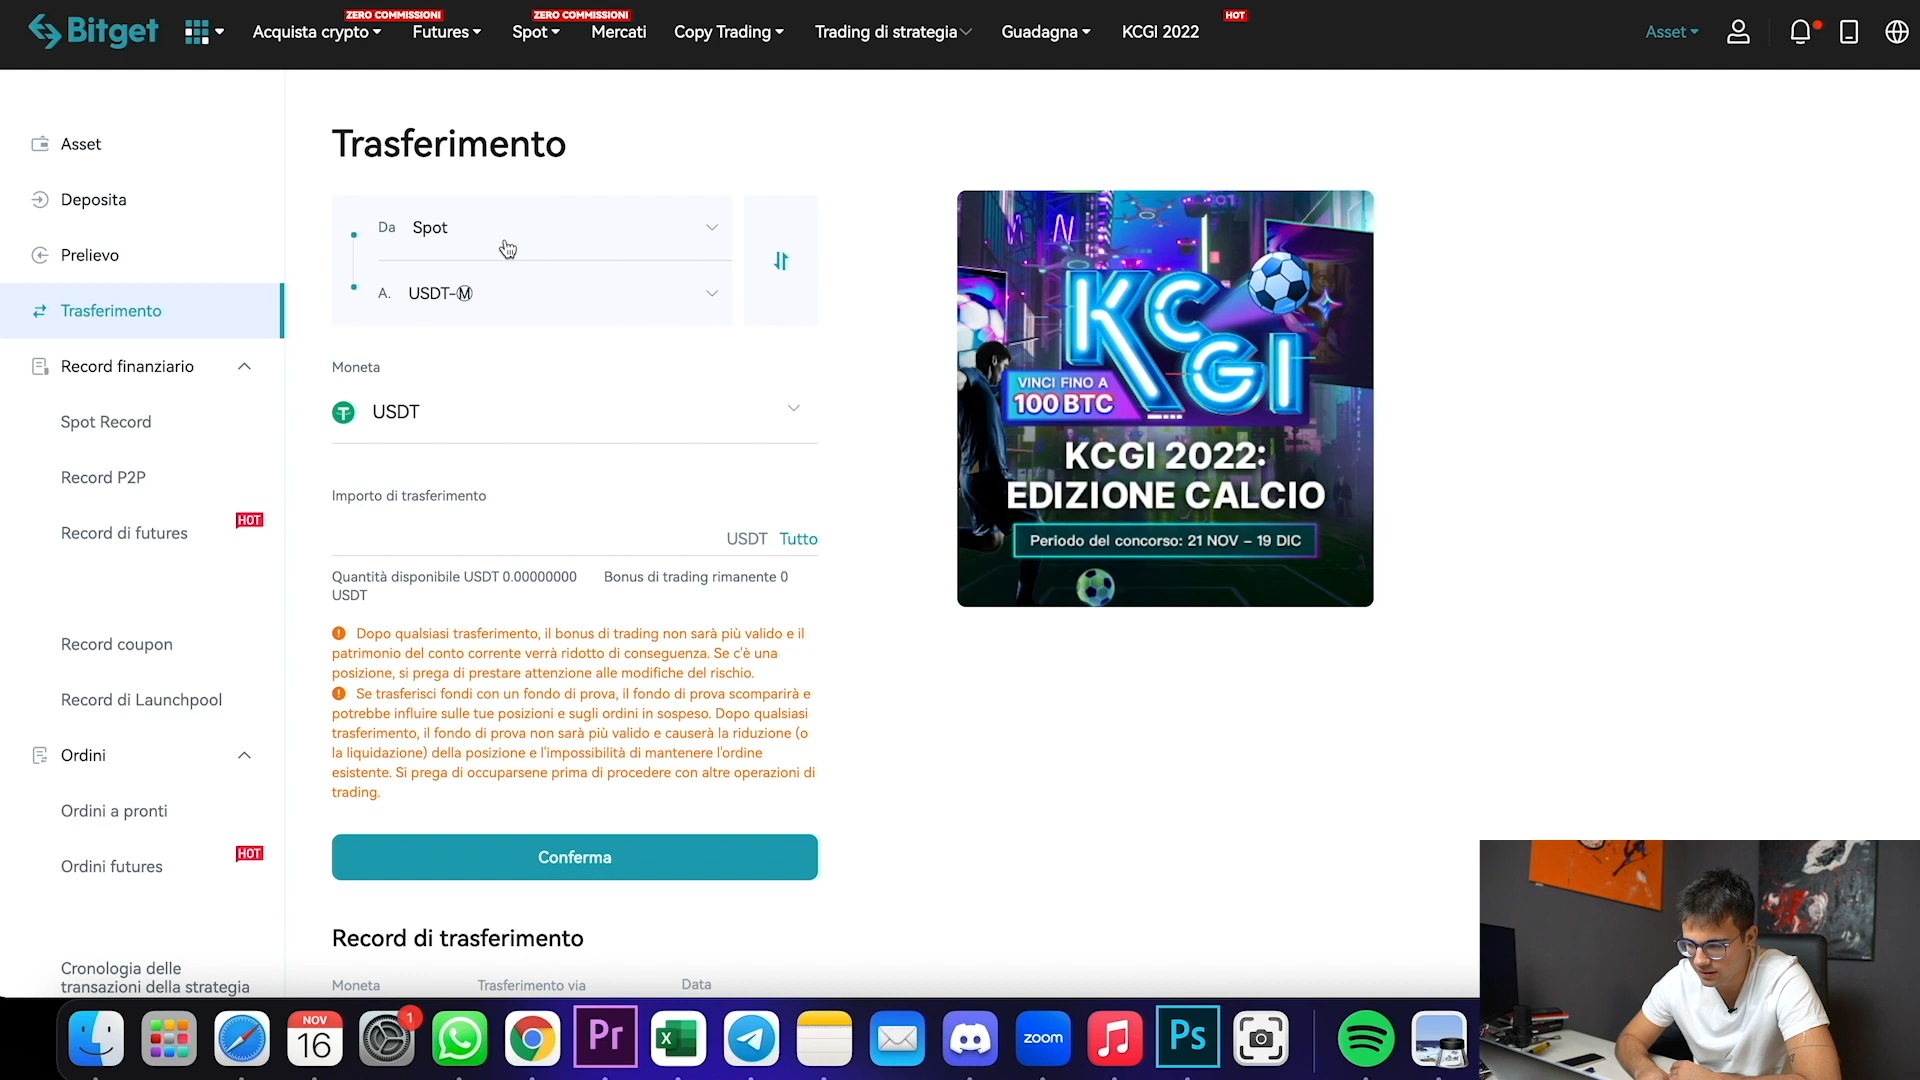 Bitget
Acquista crypto
ZERO COMMISSIONI
Futures
Spot
ZERO COMMISSIONI
Mercati
Copy Trading
Trading di strategia
Guadagna
KCGI 2022
HOT
Asset
Asset
Deposita
Prelievo
Trasferimento
Record finanziario
Spot Record
Record P2P
Record di futures
HOT
Record coupon
Record di Launchpool
Ordini
Ordini a pronti
Ordini futures
HOT
Cronologia delle
transazioni della strategia
Trasferimento
Da Spot
A. USDT-Ⓜ
Moneta
USDT
Importo di trasferimento
USDT Tutto
Quantità disponibile USDT 0.00000000 Bonus di trading rimanente 0
USDT
Dopo qualsiasi trasferimento, il bonus di trading non sarà più valido e il
patrimonio del conto corrente verrà ridotto di conseguenza. Se c'è una
posizione, si prega di prestare attenzione alle modifiche del rischio.
Se trasferisci fondi con un fondo di prova, il fondo di prova scomparirà e
potrebbe influire sulle tue posizioni e sugli ordini in sospeso. Dopo qualsiasi
trasferimento, il fondo di prova non sarà più valido e causerà la riduzione (o
la liquidazione) della posizione e l'impossibilità di mantenere l'ordine
esistente. Si prega di occuparsene prima di procedere con altre operazioni di
trading.
Conferma
Record di trasferimento
Moneta Trasferimento via Data
KCGI
VINCI FINO A
100 BTC
KCGI 2022:
EDIZIONE CALCIO
Periodo del concorso: 21 NOV – 19 DIC
NOV
16
1
Pr
X
zoom
Ps